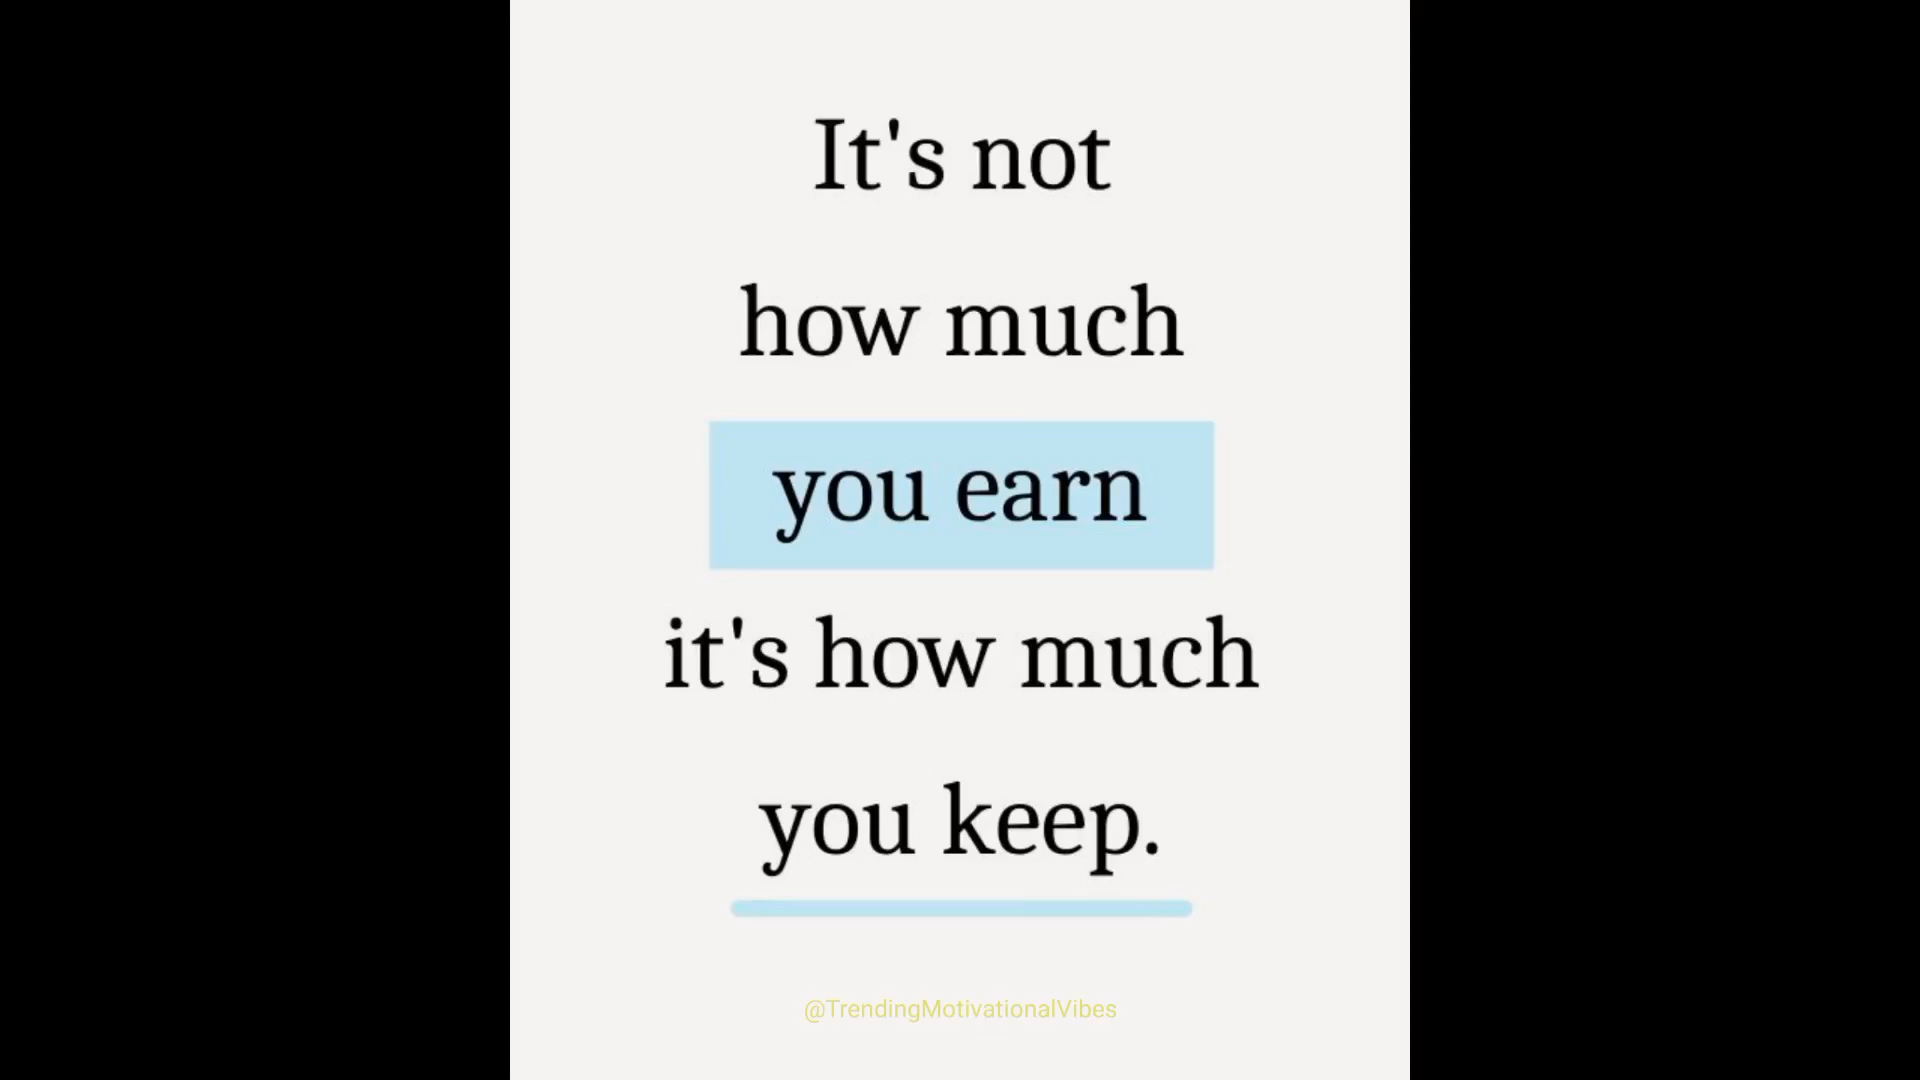 It's not
how much
you earn
it's how much
you keep.
@TrendingMotivationalVibes